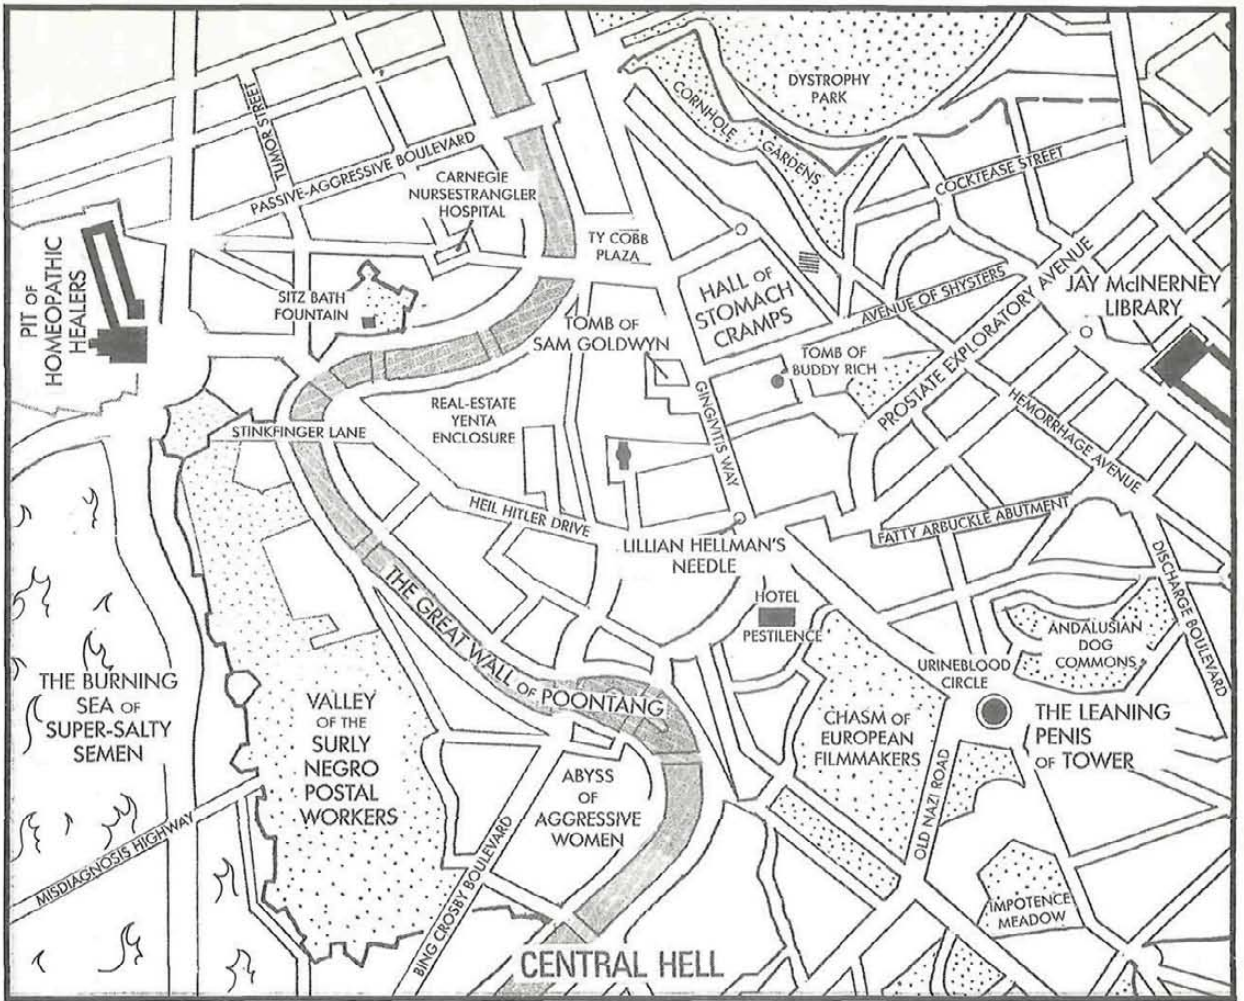 DYSTROPHY
PARK
CORNHOLE
GARDENS
TUMOR STREET
PASSIVE-AGGRESSIVE BOULEVARD
COCKTEASE STREET
CARNEGIE
NURSESTRANGLER
HOSPITAL
TY COBB
PLAZA
PIT OF
HOMEOPATHIC
HEALERS
SITZ BATH
FOUNTAIN
HALL OF
STOMACH
CRAMPS
AVENUE OF SHYSTERS
PROSTATE EXPLORATORY AVENUE
JAY McINERNEY
LIBRARY
TOMB OF
SAM GOLDWYN
TOMB OF
BUDDY RICH
GINGIVITIS WAY
HEMORRHAGE AVENUE
REAL-ESTATE
YENTA
ENCLOSURE
STINKFINGER LANE
HEIL HITLER DRIVE
FATTY ARBUCKLE ABUTMENT
LILLIAN HELLMAN'S
NEEDLE
DISCHARGE BOULEVARD
THE GREAT WALL OF POONTANG
HOTEL
PESTILENCE
ANDALUSIAN
DOG
COMMONS
URINEBLOOD
CIRCLE
THE BURNING
SEA OF
SUPER-SALTY
SEMEN
VALLEY
OF THE
SURLY
NEGRO
POSTAL
WORKERS
CHASM OF
EUROPEAN
FILMMAKERS
THE LEANING
PENIS
OF TOWER
ABYSS
OF
AGGRESSIVE
WOMEN
OLD NAZI ROAD
MISDIAGNOSIS HIGHWAY
BING CROSBY BOULEVARD
IMPOTENCE
MEADOW
CENTRAL HELL